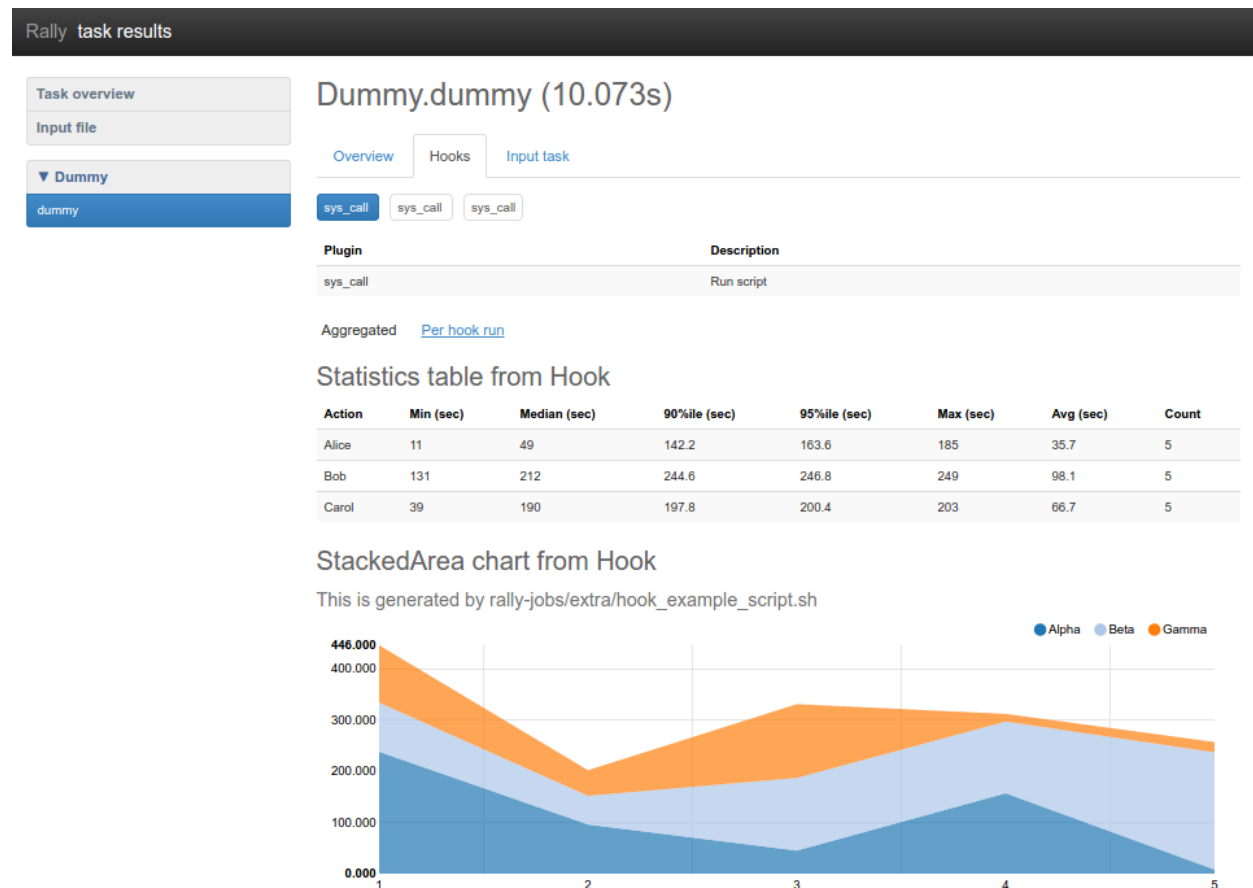 Rally task results
Task overview
Input file
▼ Dummy
dummy
Dummy.dummy (10.073s)
Overview Hooks Input task
sys_call sys_call sys_call
Plugin Description
sys_call Run script
Aggregated Per hook run
Statistics table from Hook
Action Min (sec) Median (sec) 90%ile (sec) 95%ile (sec) Max (sec) Avg (sec) Count
Alice 11 49 142.2 163.6 185 35.7 5
Bob 131 212 244.6 246.8 249 98.1 5
Carol 39 190 197.8 200.4 203 66.7 5
StackedArea chart from Hook
This is generated by rally-jobs/extra/hook_example_script.sh
Alpha Beta Gamma
446.000
400.000
300.000
200.000
100.000
0.000
1 2 3 4 5